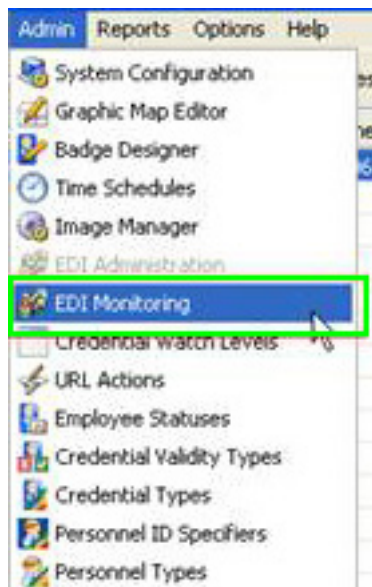 Admin Reports Options Help
System Configuration
Graphic Map Editor
Badge Designer
Time Schedules
Image Manager
EDI Administration
EDI Monitoring
Credential Watch Levels
URL Actions
Employee Statuses
Credential Validity Types
Credential Types
Personnel ID Specifiers
Personnel Types